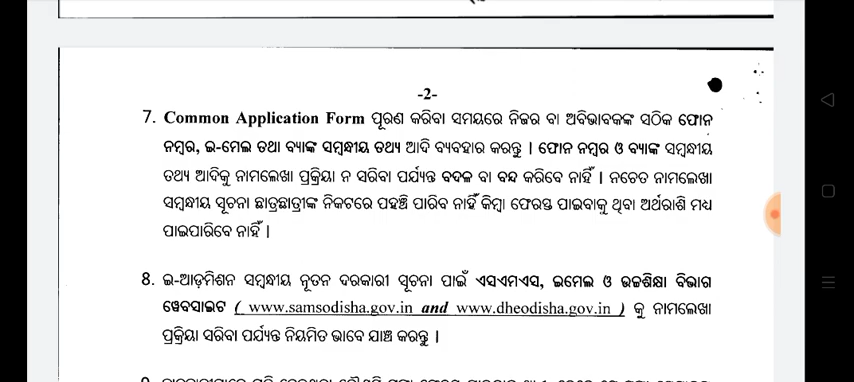 -2-
7. Common Application Form ପୂରଣ କରିବା ସମୟରେ ନିଜର ବା ଅବିଭାବକଙ୍କ ସଠିକ ଫୋନ
ନମ୍ବର, ଇ-ମେଲ ତଥା ବ୍ୟାଙ୍କ ସମ୍ବନ୍ଧୀୟ ତଥ୍ୟ ଆଦି ବ୍ୟବହାର କରନ୍ତୁ । ଫୋନ ନମ୍ବର ଓ ବ୍ୟାଙ୍କ ସମ୍ବନ୍ଧୀୟ
ତଥ୍ୟ ଆଦିକୁ ନାମଲେଖା ପ୍ରକ୍ରିୟା ନ ସରିବା ପର୍ଯ୍ୟନ୍ତ ବଦଳ ବା ବନ୍ଦ କରିବେ ନାହିଁ । ନଚେତ ନାମଲେଖା
ସମ୍ବନ୍ଧୀୟ ସୂଚନା ଛାତ୍ରଛାତ୍ରୀଙ୍କ ନିକଟରେ ପହଞ୍ଚି ପାରିବ ନାହିଁ କିମ୍ବା ଫେରସ୍ତ ପାଇବାକୁ ଥିବା ଅର୍ଥରାଶି ମଧ୍ୟ
ପାଇପାରିବେ ନାହିଁ ।
8. ଇ-ଆଡ଼ମିଶନ ସମ୍ବନ୍ଧୀୟ ନୂତନ ଦରକାରୀ ସୂଚନା ପାଇଁ ଏସଏମଏସ, ଇମେଲ ଓ ଉଚ୍ଚଶିକ୍ଷା ବିଭାଗ
ୱେବସାଇଟ ( www.samsodisha.gov.in and www.dheodisha.gov.in ) କୁ ନାମଲେଖା
ପ୍ରକ୍ରିୟା ସରିବା ପର୍ଯ୍ୟନ୍ତ ନିୟମିତ ଭାବେ ଯାଞ୍ଚ କରନ୍ତୁ ।